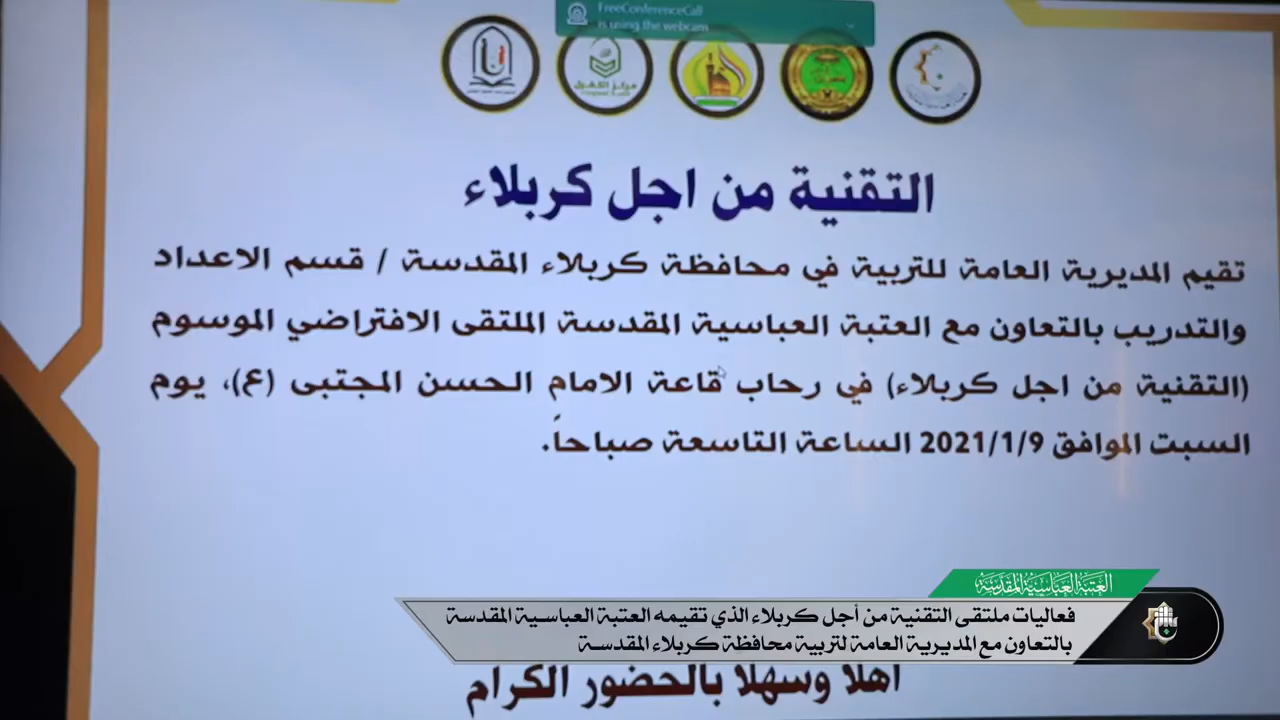 FreeConferenceCall
is using the webcam
مركز الكفيل
التقنية من اجل كربلاء
تقيم المديرية العامة للتربية في محافظة كربلاء المقدسة / قسم الاعداد
والتدريب بالتعاون مع العتبة العباسية المقدسة الملتقى الافتراضي الموسوم
(التقنية من اجل كربلاء) في رحاب قاعة الامام الحسن المجتبى (ع)، يوم
السبت الموافق 2021/1/9 الساعة التاسعة صباحاً.
العتبة العباسية المقدسة
فعاليات ملتقى التقنية من أجل كربلاء الذي تقيمه العتبة العباسية المقدسة
بالتعاون مع المديرية العامة لتربية محافظة كربلاء المقدسة
اهلا وسهلا بالحضور الكرام